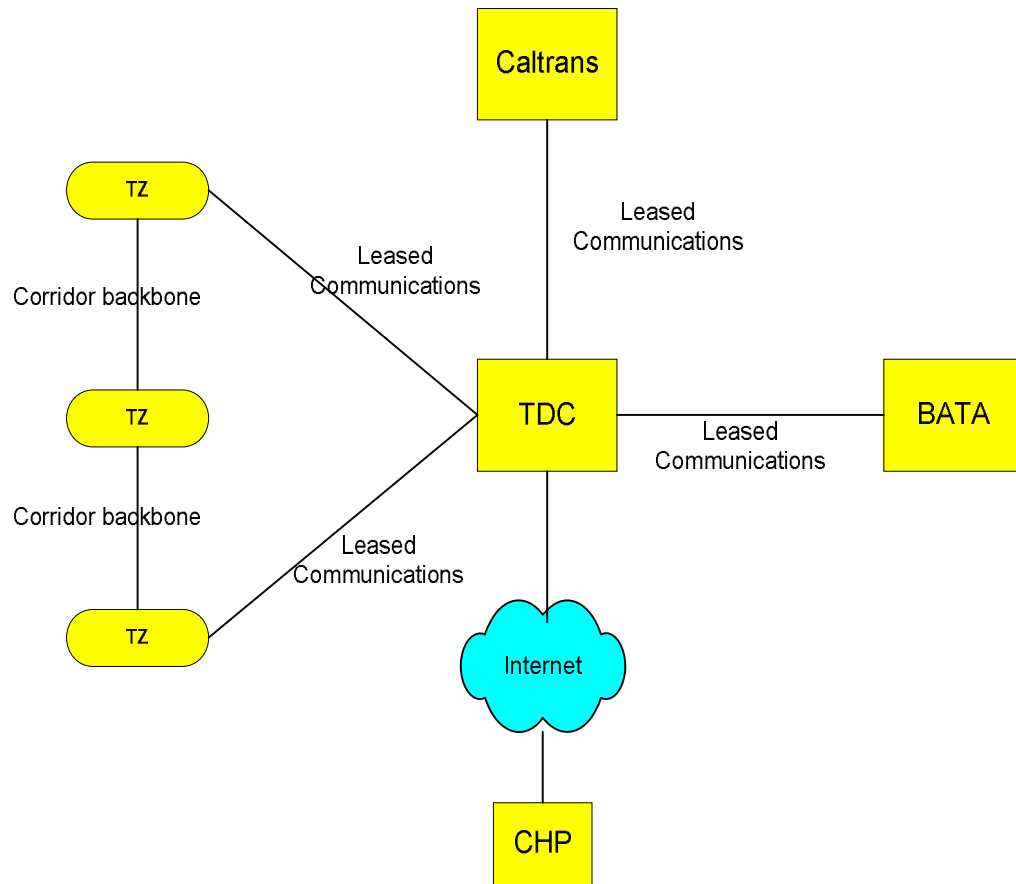 Caltrans
TZ
Leased
Communications
Leased
Communications
Corridor backbone
TZ
TDC
BATA
Leased
Communications
Corridor backbone
Leased
Communications
TZ
Internet
CHP